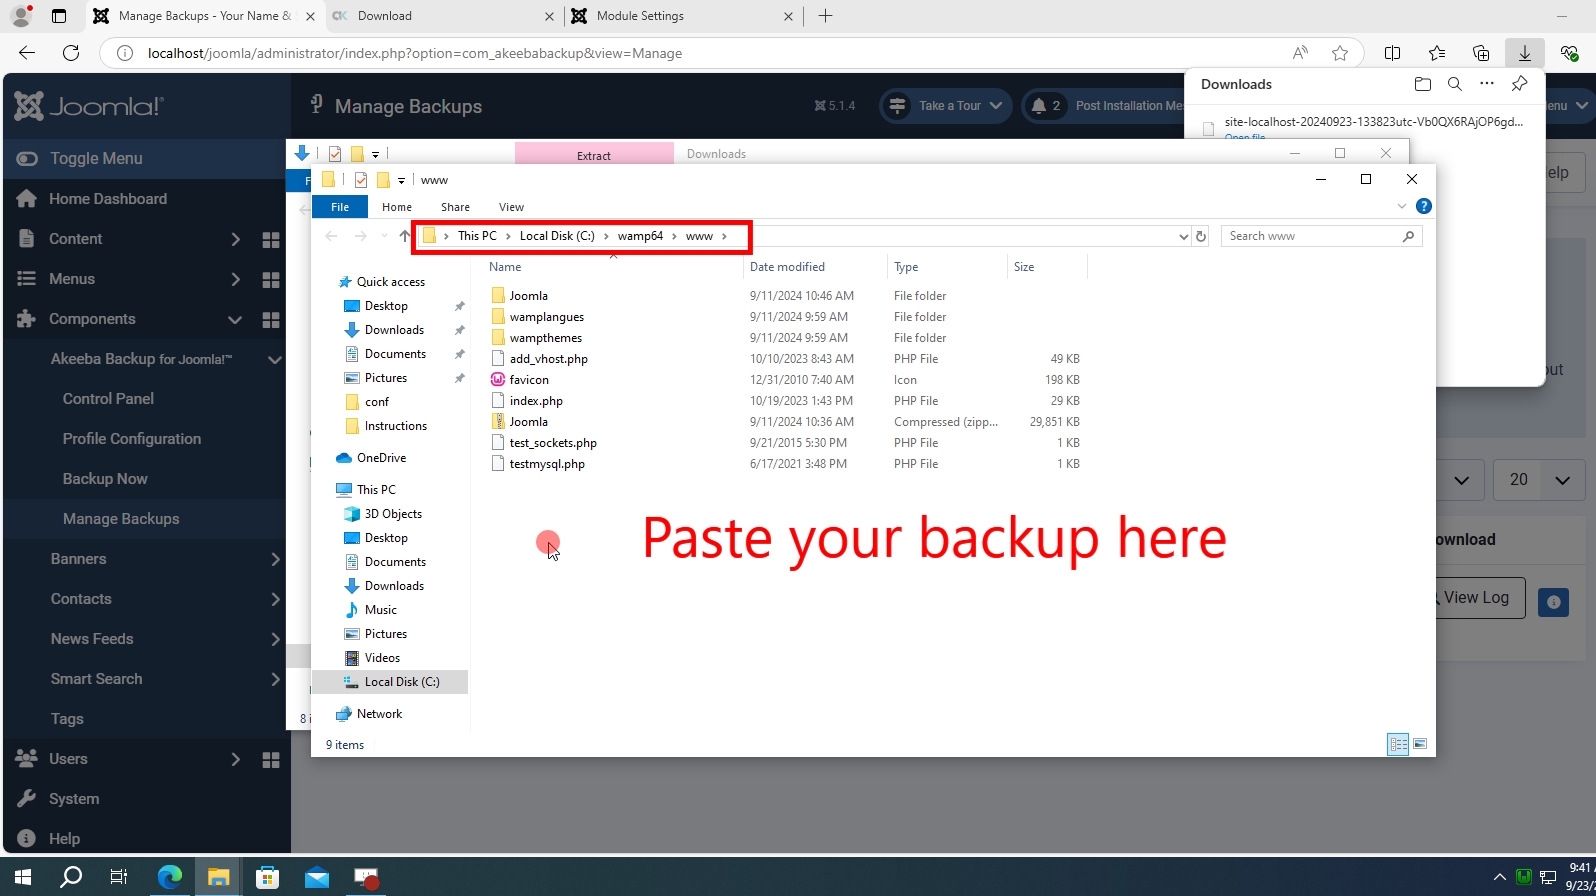 Manage Backups - Your Name &
Download
Module Settings
localhost/joomla/administrator/index.php?option=com_akeebabackup&view=Manage
Joomla!
Manage Backups
5.1.4
Take a Tour
2
Post Installation Me
enu
Downloads
site-localhost-20240923-133823utc-Vb0QX6RAjOP6gd...
Open file
Toggle Menu
Home Dashboard
Content
Menus
Components
Akeeba Backup for Joomla!™
Control Panel
Profile Configuration
Backup Now
Manage Backups
Banners
Contacts
News Feeds
Smart Search
Tags
Users
System
Help
Extract
Downloads
elp
F
www
File
Home
Share
View
This PC
Local Disk (C:)
wamp64
www
Search www
Name
Date modified
Type
Size
Quick access
Desktop
Downloads
Documents
Pictures
conf
Instructions
OneDrive
This PC
3D Objects
Desktop
Documents
Downloads
Music
Pictures
Videos
Local Disk (C:)
Network
Joomla 9/11/2024 10:46 AM File folder
wamplangues 9/11/2024 9:59 AM File folder
wampthemes 9/11/2024 9:59 AM File folder
add_vhost.php 10/10/2023 8:43 AM PHP File 49 KB
favicon 12/31/2010 7:40 AM Icon 198 KB
index.php 10/19/2023 1:43 PM PHP File 29 KB
Joomla 9/11/2024 10:36 AM Compressed (zipp... 29,851 KB
test_sockets.php 9/21/2015 5:30 PM PHP File 1 KB
testmysql.php 6/17/2021 3:48 PM PHP File 1 KB
Paste your backup here
9 items
8 i
out
20
ownload
View Log
9:41
9/23/